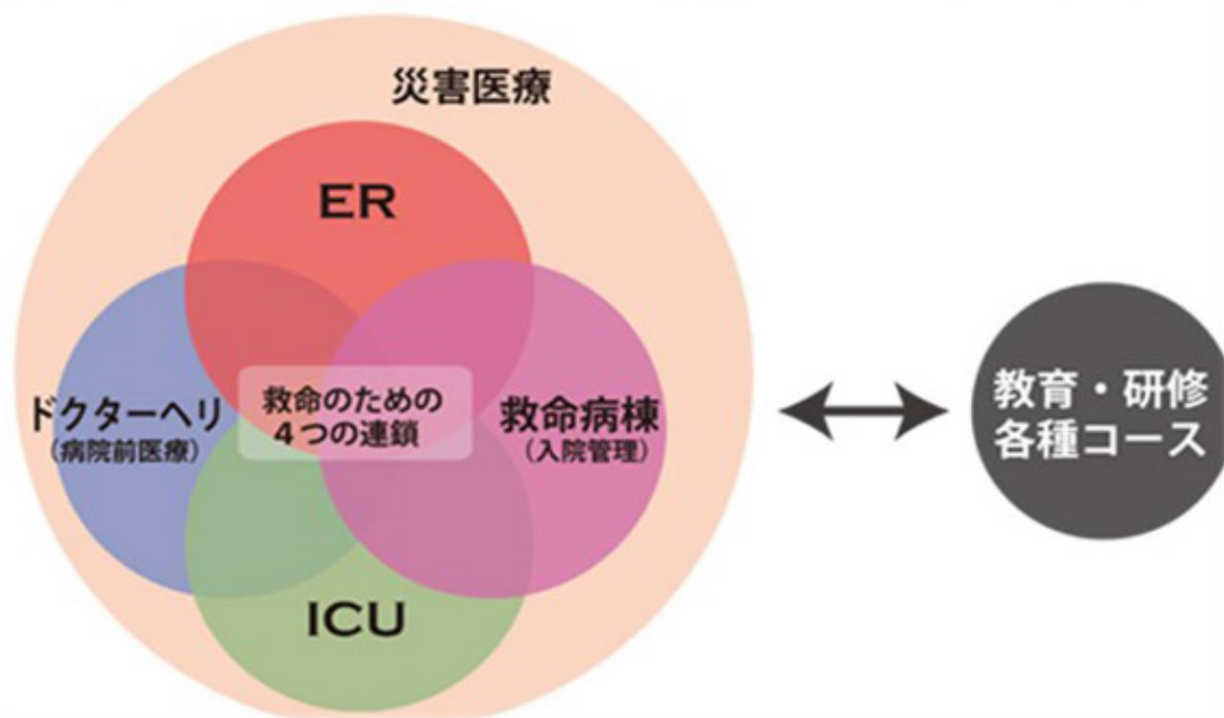 災害医療
ER
ドクターヘリ
（病院前医療）
救命のための
４つの連鎖
救命病棟
（入院管理）
ICU
教育・研修
各種コース